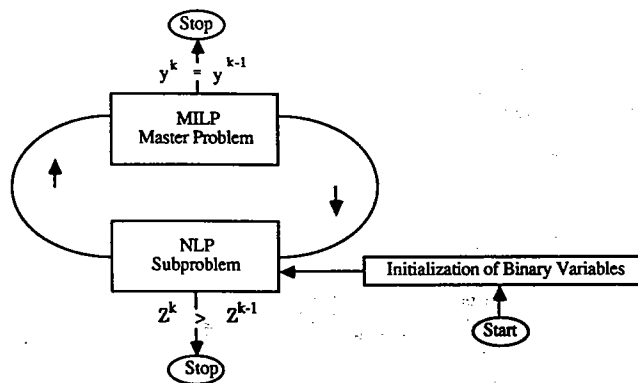 Stop
y^k = y^k-1
MILP
Master Problem
NLP
Subproblem
Initialization of Binary Variables
Z^k > Z^k-1
Start
Stop